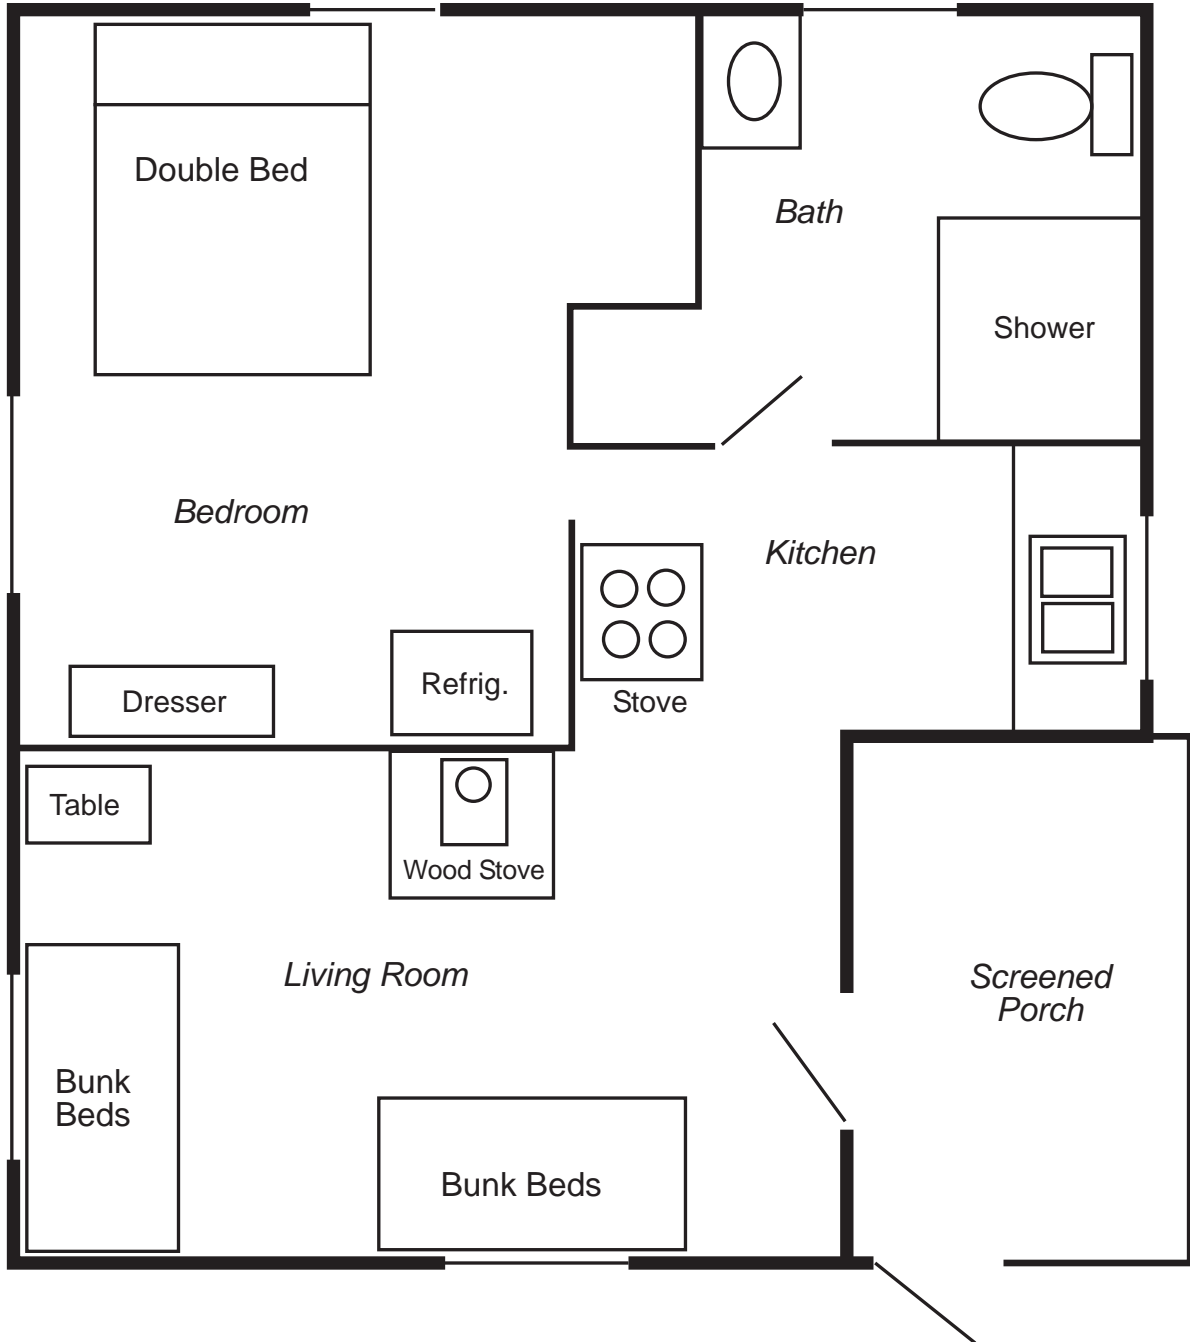 Double Bed
Bath
Shower
Bedroom
Kitchen
Refrig.
Dresser
Stove
Table
Wood Stove
Living Room
Screened
Porch
Bunk
Beds
Bunk Beds